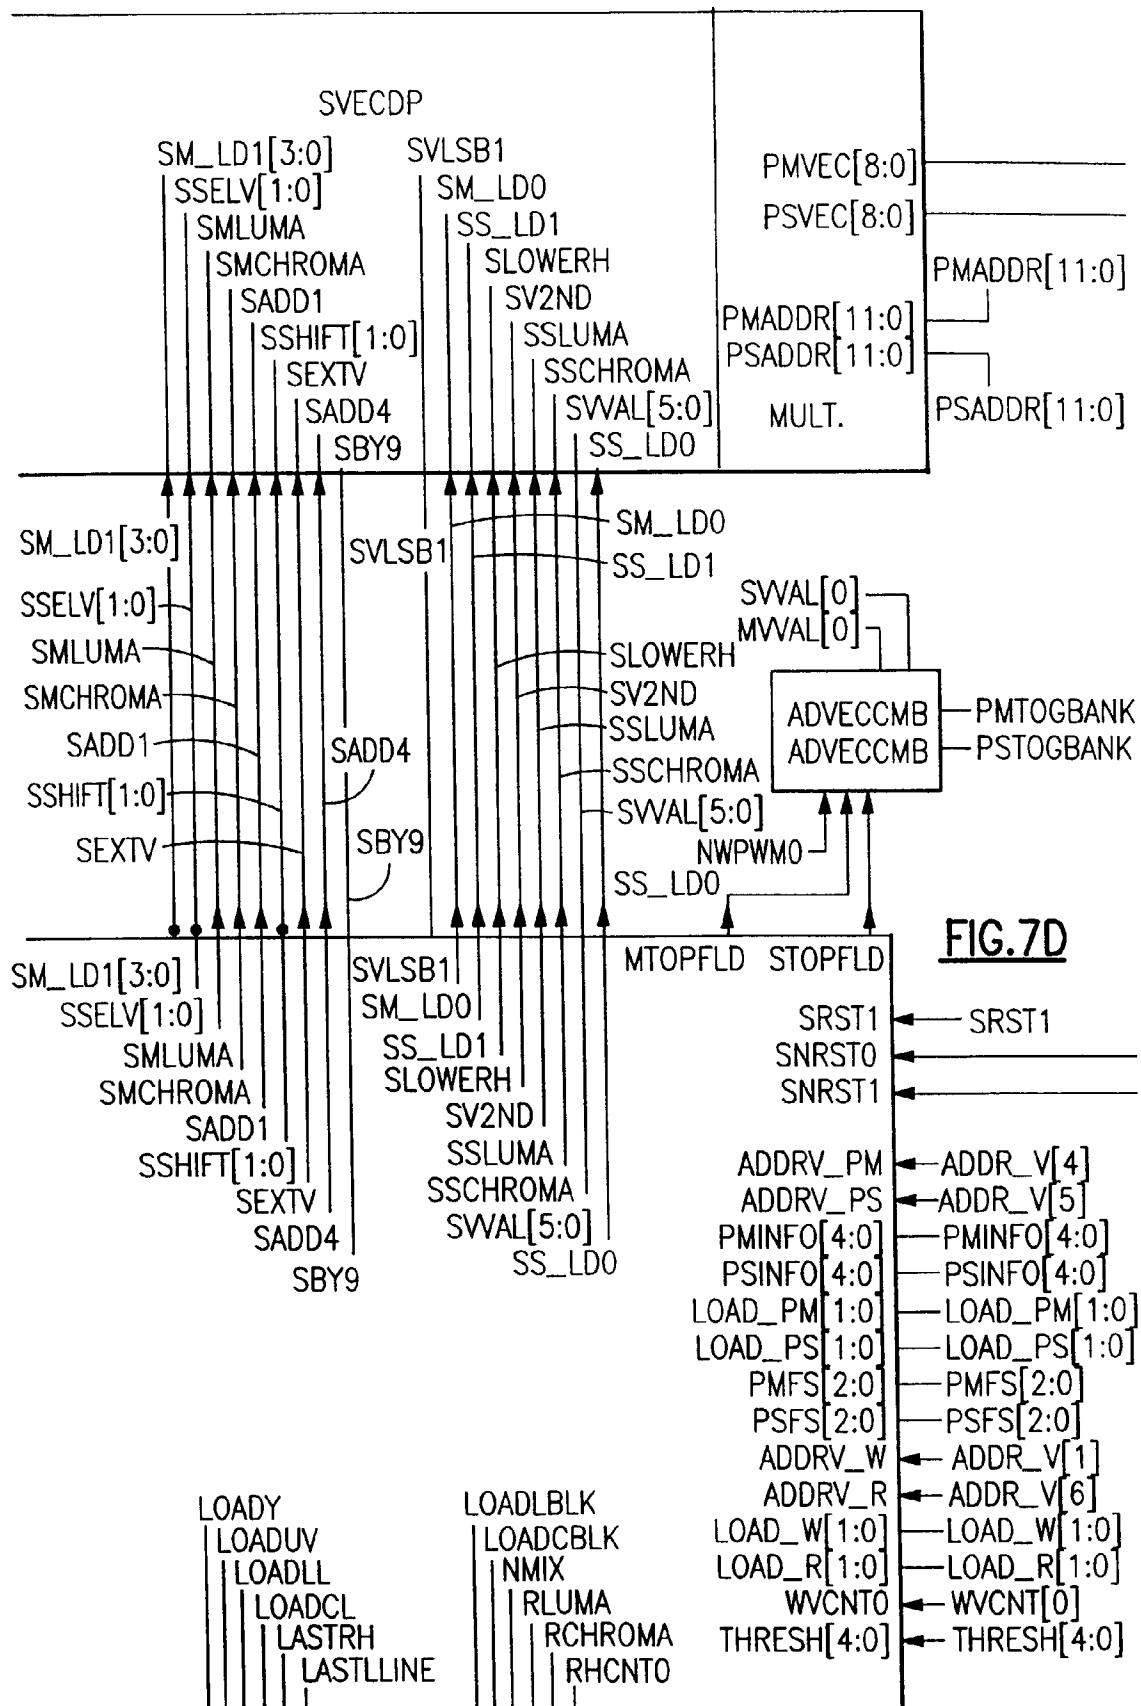 SVECDP
SM_LD1[3:0]
SVLSB1
SSELV[1:0]
SM_LD0
PMVEC[8:0]
SMLUMA
SS_LD1
PSVEC[8:0]
SMCHROMA
SLOWERH
PMADDR[11:0]
SADD1
SV2ND
SSHIFT[1:0]
SSLUMA
PMADDR[11:0]
PSADDR[11:0]
SEXTV
SSCHROMA
SADD4
SVVAL[5:0]
MULT.
PSADDR[11:0]
SBY9
SS_LD0
SM_LD1[3:0]
SVLSB1
SM_LD0
SS_LD1
SSELV[1:0]
SVVAL[0]
MVVAL[0]
SMLUMA
SLOWERH
SMCHROMA
SV2ND
ADVECCMB
PMTOGBANK
SADD1
SADD4
SSLUMA
ADVECCMB
PSTOGBANK
SSHIFT[1:0]
SSCHROMA
SVVAL[5:0]
SEXTV
SBY9
NWPWM0
SS_LD0
FIG.7D
MTOPFLD
STOPFLD
SM_LD1[3:0]
SVLSB1
SSELV[1:0]
SM_LD0
SRST1
SRST1
SMLUMA
SS_LD1
SNRST0
SMCHROMA
SLOWERH
SNRST1
SADD1
SV2ND
SSHIFT[1:0]
SSLUMA
ADDRV_PM
ADDR_V[4]
SEXTV
SSCHROMA
ADDRV_PS
ADDR_V[5]
SADD4
SVVAL[5:0]
PMINFO[4:0]
PMINFO[4:0]
SBY9
SS_LD0
PSINFO[4:0]
PSINFO[4:0]
LOAD_PM[1:0]
LOAD_PM[1:0]
LOAD_PS[1:0]
LOAD_PS[1:0]
PMFS[2:0]
PMFS[2:0]
PSFS[2:0]
PSFS[2:0]
ADDRV_W
ADDR_V[1]
ADDRV_R
ADDR_V[6]
LOADY
LOADLBLK
LOADUV
LOADCBLK
LOAD_W[1:0]
LOAD_W[1:0]
LOADLL
NMIX
LOAD_R[1:0]
LOAD_R[1:0]
LOADCL
RLUMA
WVCNT0
WVCNT[0]
LASTRH
RCHROMA
THRESH[4:0]
THRESH[4:0]
LASTLLINE
RHCNT0